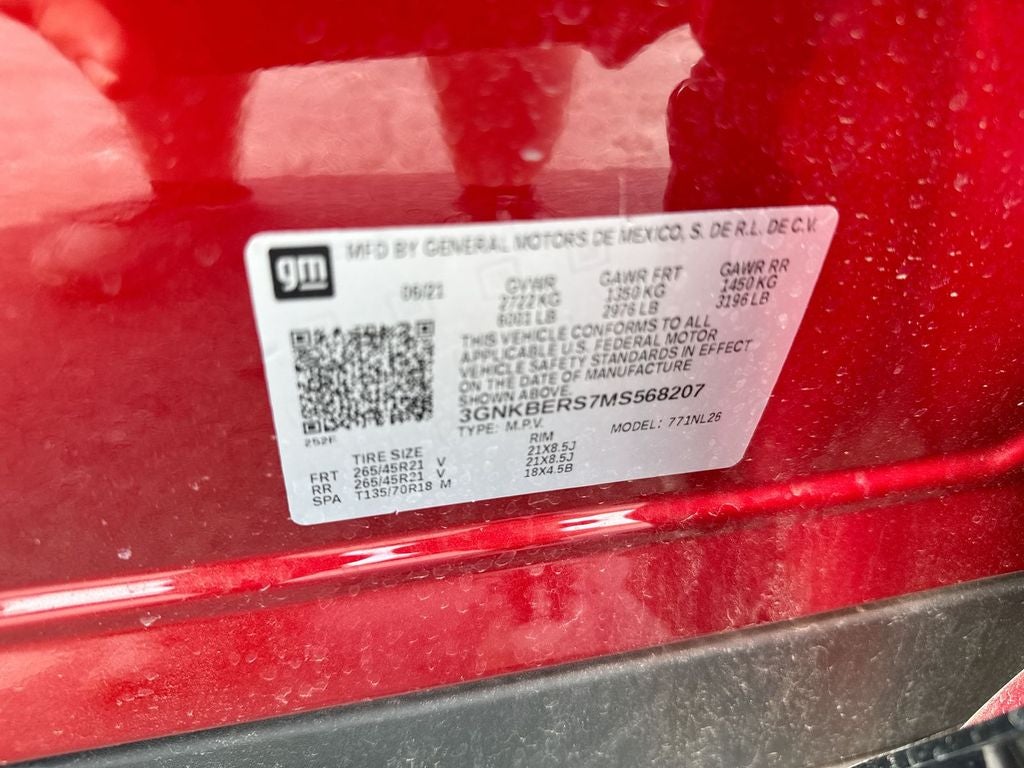 gm
MFD BY GENERAL MOTORS DE MEXICO, S. DE R.L. DE C.V.
06/21 GVWR GAWR FRT GAWR RR
2722 KG 1350 KG 1450 KG
6001 LB 2976 LB 3196 LB
THIS VEHICLE CONFORMS TO ALL
APPLICABLE U.S. FEDERAL MOTOR
VEHICLE SAFETY STANDARDS IN EFFECT
ON THE DATE OF MANUFACTURE
SHOWN ABOVE.
3GNKBERS7MS568207
TYPE: M.P.V. MODEL: 771NL26
252F
TIRE SIZE RIM
FRT 265/45R21 V 21X8.5J
RR 265/45R21 V 21X8.5J
SPA T135/70R18 M 18X4.5B